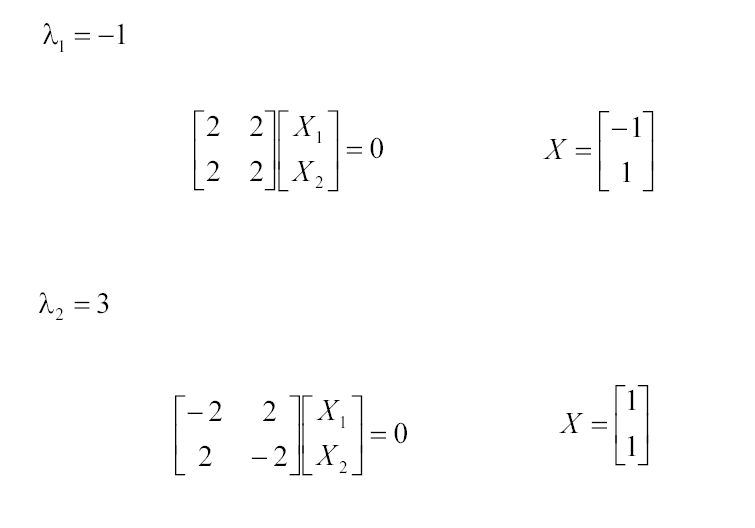 λ₁ = −1
[2 2; 2 2] [X₁; X₂] = 0 X = [−1; 1]
λ₂ = 3
[−2 2; 2 −2] [X₁; X₂] = 0 X = [1; 1]